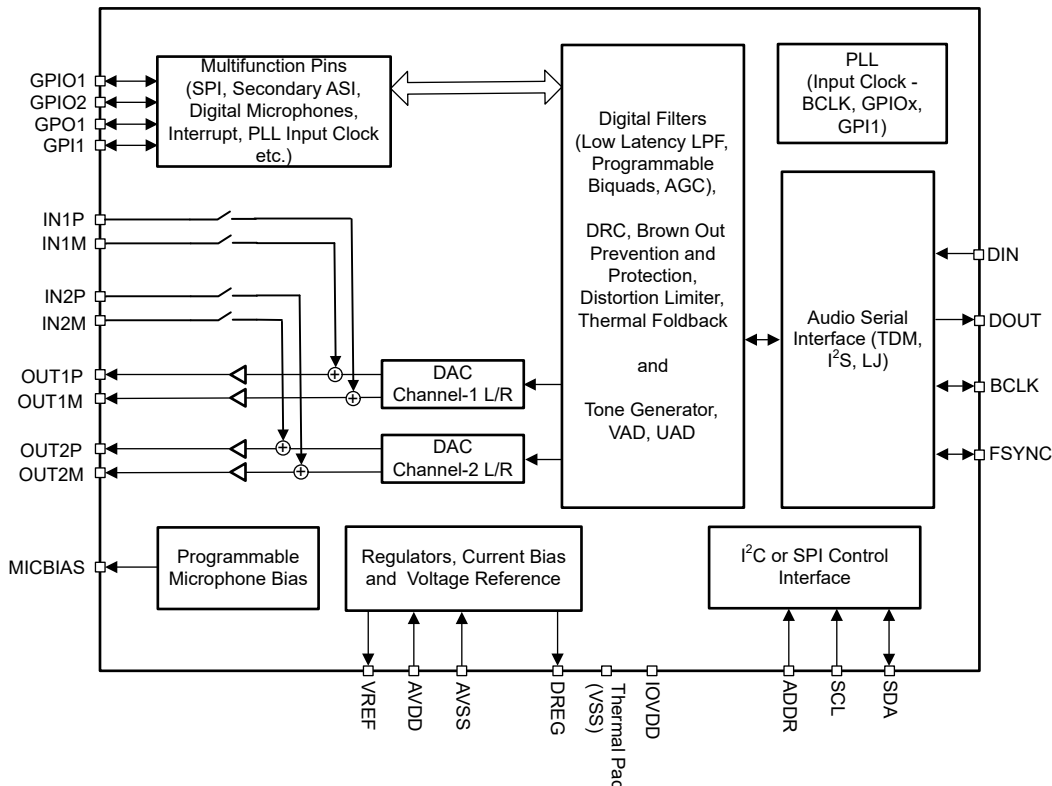 GPIO1
GPIO2
GPO1
GPI1
Multifunction Pins
(SPI, Secondary ASI,
Digital Microphones,
Interrupt, PLL Input Clock
etc.)
Digital Filters
(Low Latency LPF,
Programmable
Biquads, AGC),
DRC, Brown Out
Prevention and
Protection,
Distortion Limiter,
Thermal Foldback
and
Tone Generator,
VAD, UAD
PLL
(Input Clock -
BCLK, GPIOx,
GPI1)
IN1P
IN1M
IN2P
IN2M
OUT1P
OUT1M
OUT2P
OUT2M
DAC
Channel-1 L/R
DAC
Channel-2 L/R
Audio Serial
Interface (TDM,
I²S, LJ)
DIN
DOUT
BCLK
FSYNC
MICBIAS
Programmable
Microphone Bias
Regulators, Current Bias
and Voltage Reference
I²C or SPI Control
Interface
VREF
AVDD
AVSS
DREG
Thermal Pad
(VSS)
IOVDD
ADDR
SCL
SDA